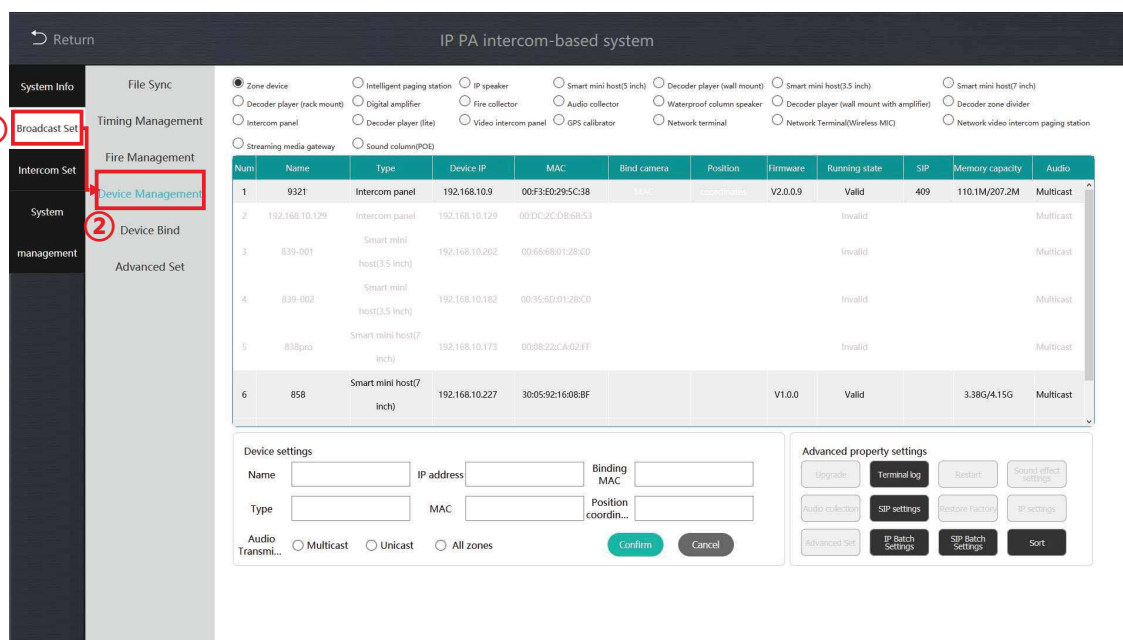 Return
IP PA intercom-based system
System Info
Broadcast Set
Intercom Set
System
management
File Sync
Timing Management
Fire Management
Device Management
②
Device Bind
Advanced Set
Zone device Intelligent paging station IP speaker Smart mini host(5 inch) Decoder player (wall mount) Smart mini host(3.5 inch) Smart mini host(7 inch)
Decoder player (rack mount) Digital amplifier Fire collector Audio collector Waterproof column speaker Decoder player (wall mount with amplifier) Decoder zone divider
Intercom panel Decoder player (lite) Video intercom panel GPS calibrator Network terminal Network Terminal(Wireless MIC) Network video intercom paging station
Streaming media gateway Sound column(POE)
Num Name Type Device IP MAC Bind camera Position Firmware Running state SIP Memory capacity Audio
1 9321 Intercom panel 192.168.10.9 00:F3:E0:29:5C:38 MAC coordinates V2.0.0.9 Valid 409 110.1M/207.2M Multicast
2 192.168.10.129 Intercom panel 192.168.10.129 00:DC:2C:DB:6B:53 Invalid Multicast
3 839-001 Smart mini host(3.5 inch) 192.168.10.202 00:66:68:01:28:C0 Invalid Multicast
4 839-002 Smart mini host(3.5 inch) 192.168.10.182 00:35:6D:01:28:C0 Invalid Multicast
5 838pro Smart mini host(7 inch) 192.168.10.173 00:08:22:CA:02:FF Invalid Multicast
6 858 Smart mini host(7 inch) 192.168.10.227 30:05:92:16:08:BF V1.0.0 Valid 3.38G/4.15G Multicast
Device settings
Name IP address Binding MAC
Type MAC Position coordin...
Audio Transmi... Multicast Unicast All zones Confirm Cancel
Advanced property settings
Upgrade Terminal log Restart Sound effect settings
Audio collection SIP settings Restore Factory IP settings
Advanced Set IP Batch Settings SIP Batch Settings Sort